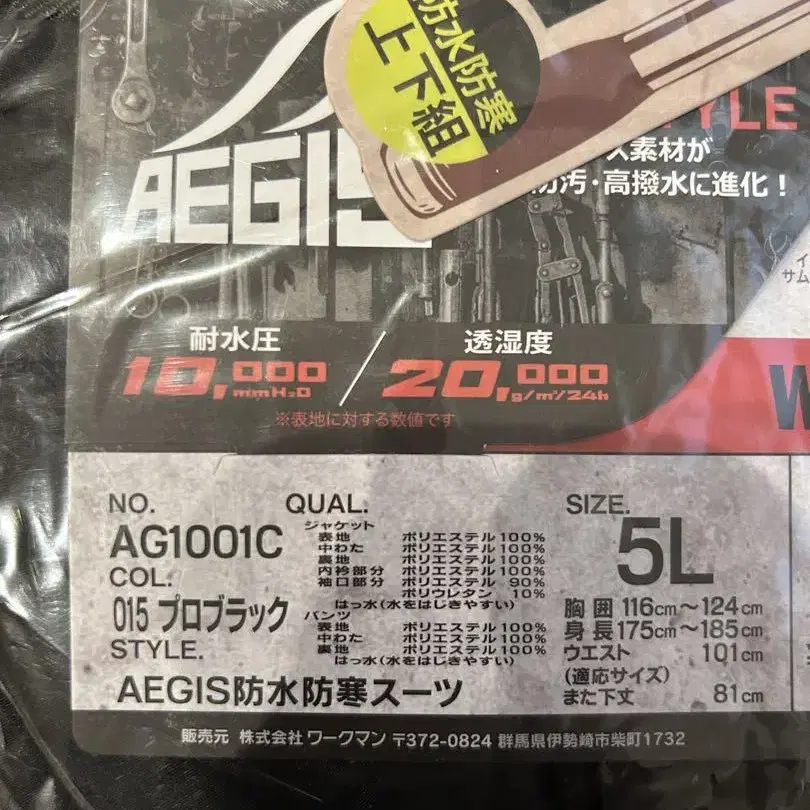 防水防寒
上下組
AEGIS
TYLE
ス素材が
防汚・高撥水に進化！
イ
サム
耐水圧
10,000 mmH₂O
透湿度
20,000 g/m²/24h
※表地に対する数値です
W
NO.
AG1001C
COL.
015 プロブラック
STYLE.
AEGIS防水防寒スーツ
QUAL.
ジャケット
表地 ポリエステル100%
中わた ポリエステル100%
裏地 ポリエステル100%
内衿部分 ポリエステル100%
袖口部分 ポリエステル 90%
ポリウレタン 10%
はっ水(水をはじきやすい)
パンツ
表地 ポリエステル100%
中わた ポリエステル100%
裏地 ポリエステル100%
はっ水(水をはじきやすい)
SIZE.
5L
胸囲 116cm～124cm
身長 175cm～185cm
ウエスト 101cm
(適応サイズ)
また下丈 81cm
販売元 株式会社 ワークマン 〒372-0824 群馬県伊勢崎市柴町1732